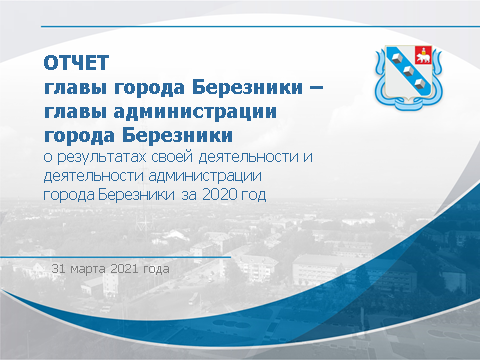 ОТЧЕТ
главы города Березники –
главы администрации
города Березники
о результатах своей деятельности и
деятельности администрации
города Березники за 2020 год
31 марта 2021 года